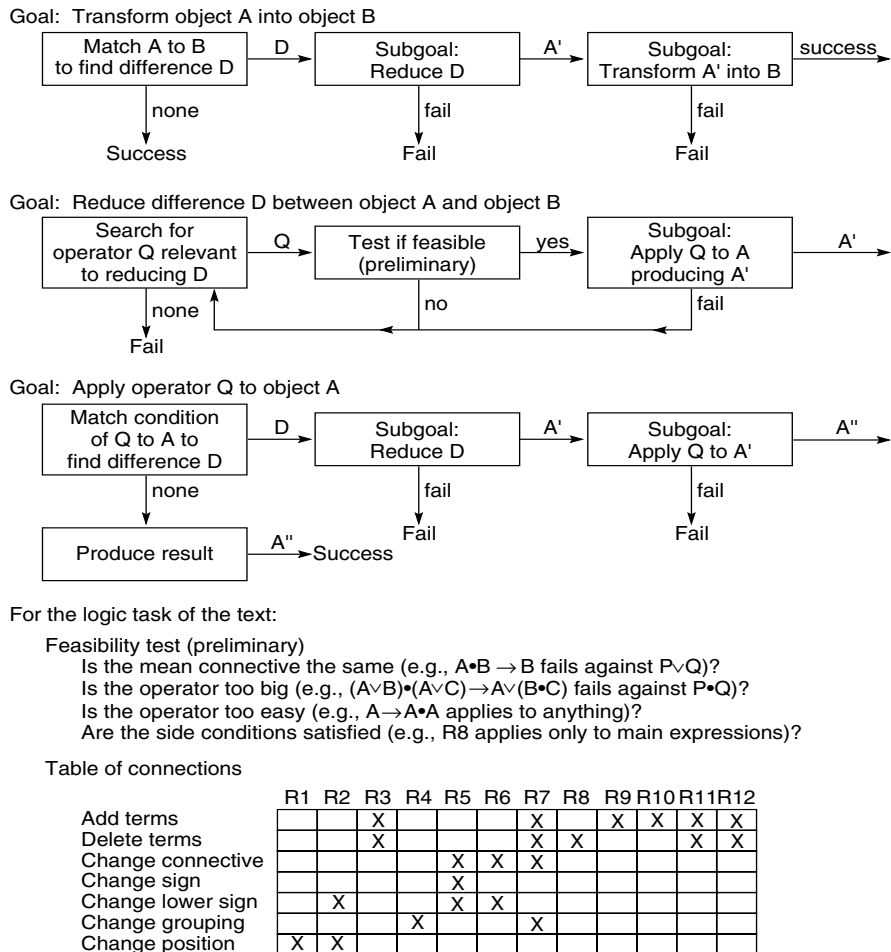 Goal: Transform object A into object B
Match A to B
to find difference D
D
Subgoal:
Reduce D
A'
Subgoal:
Transform A' into B
success
none
fail
fail
Success
Fail
Fail
Goal: Reduce difference D between object A and object B
Search for
operator Q relevant
to reducing D
Q
Test if feasible
(preliminary)
yes
Subgoal:
Apply Q to A
producing A'
A'
none
no
fail
Fail
Goal: Apply operator Q to object A
Match condition
of Q to A to
find difference D
D
Subgoal:
Reduce D
A'
Subgoal:
Apply Q to A'
A"
none
fail
fail
Fail
Fail
Produce result
A"
Success
For the logic task of the text:
Feasibility test (preliminary)
Is the mean connective the same (e.g., A•B → B fails against P∨Q)?
Is the operator too big (e.g., (A∨B)•(A∨C)→A∨(B•C) fails against P•Q)?
Is the operator too easy (e.g., A→A•A applies to anything)?
Are the side conditions satisfied (e.g., R8 applies only to main expressions)?
Table of connections
R1 R2 R3 R4 R5 R6 R7 R8 R9 R10 R11 R12
Add terms X X X X X X
Delete terms X X X X X
Change connective X X X
Change sign X
Change lower sign X X X
Change grouping X X
Change position X X